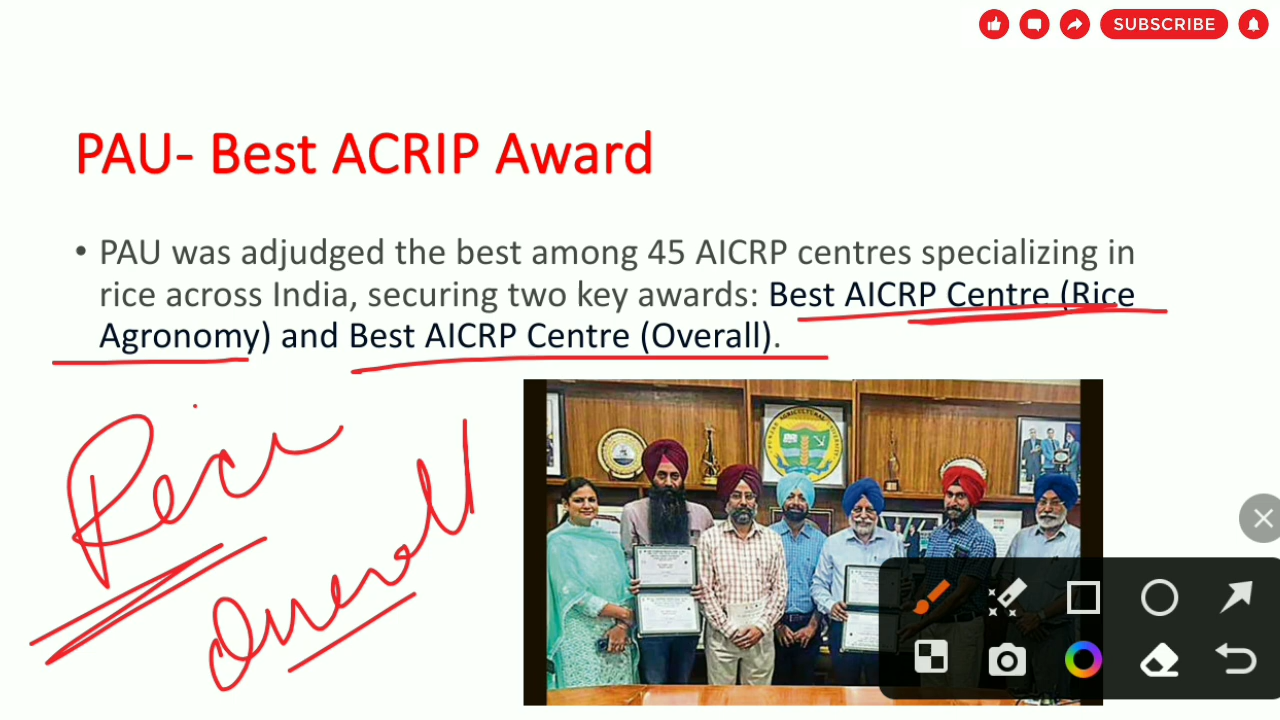 SUBSCRIBE
PAU- Best ACRIP Award
• PAU was adjudged the best among 45 AICRP centres specializing in
rice across India, securing two key awards: Best AICRP Centre (Rice
Agronomy) and Best AICRP Centre (Overall).
Rice
Overall